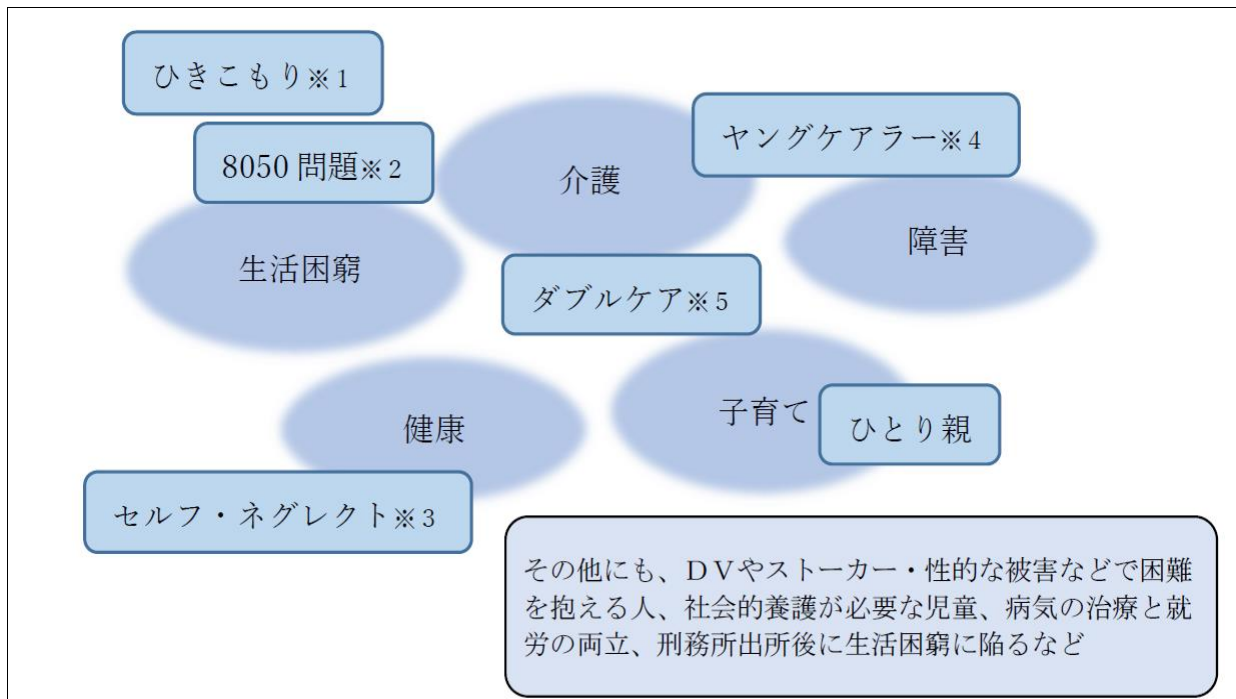 ひきこもり※1
8050 問題※2
介護
ヤングケアラー※4
生活困窮
障害
ダブルケア※5
健康
子育て
ひとり親
セルフ・ネグレクト※3
その他にも、ＤＶやストーカー・性的な被害などで困難
を抱える人、社会的養護が必要な児童、病気の治療と就
労の両立、刑務所出所後に生活困窮に陥るなど